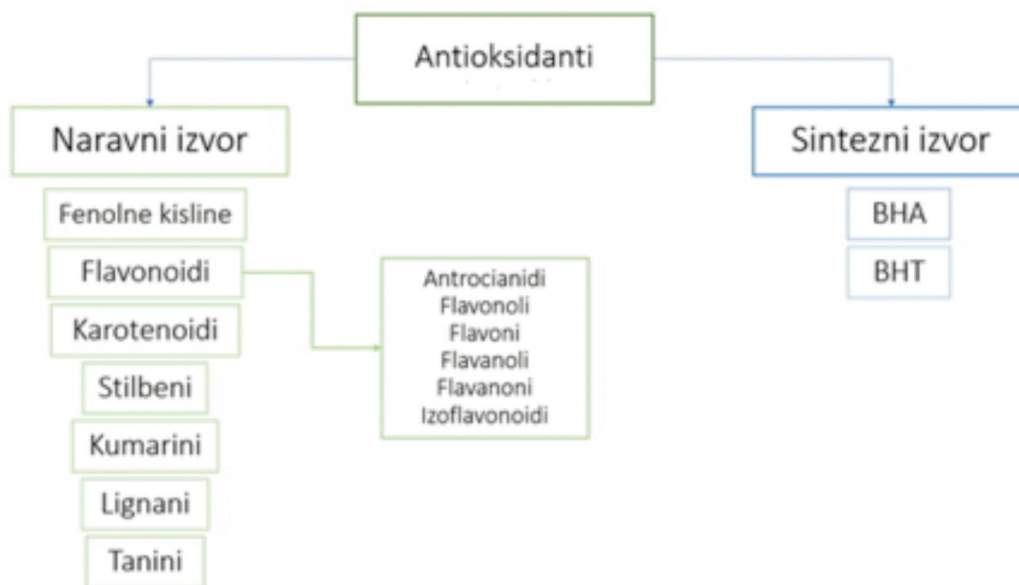 Antioksidanti
Naravni izvor
Sintezni izvor
Fenolne kisline
Flavonoidi
Karotenoidi
Stilbeni
Kumarini
Lignani
Tanini
Antrocianidi
Flavonoli
Flavoni
Flavanoli
Flavanoni
Izoflavonoidi
BHA
BHT